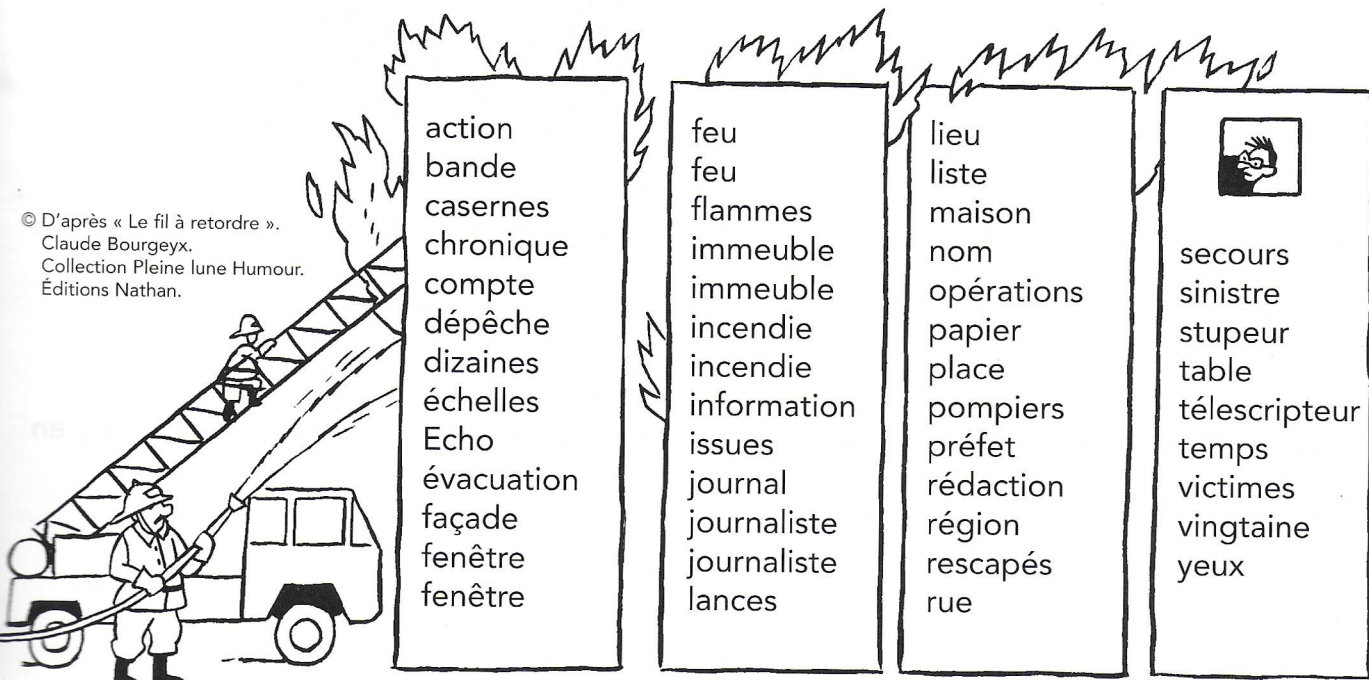 © D'après « Le fil à retordre ».
Claude Bourgeyx.
Collection Pleine lune Humour.
Éditions Nathan.
action
bande
casernes
chronique
compte
dépêche
dizaines
échelles
Echo
évacuation
façade
fenêtre
fenêtre
feu
feu
flammes
immeuble
immeuble
incendie
incendie
information
issues
journal
journaliste
journaliste
lances
lieu
liste
maison
nom
opérations
papier
place
pompiers
préfet
rédaction
région
rescapés
rue
secours
sinistre
stupeur
table
télescripteur
temps
victimes
vingtaine
yeux